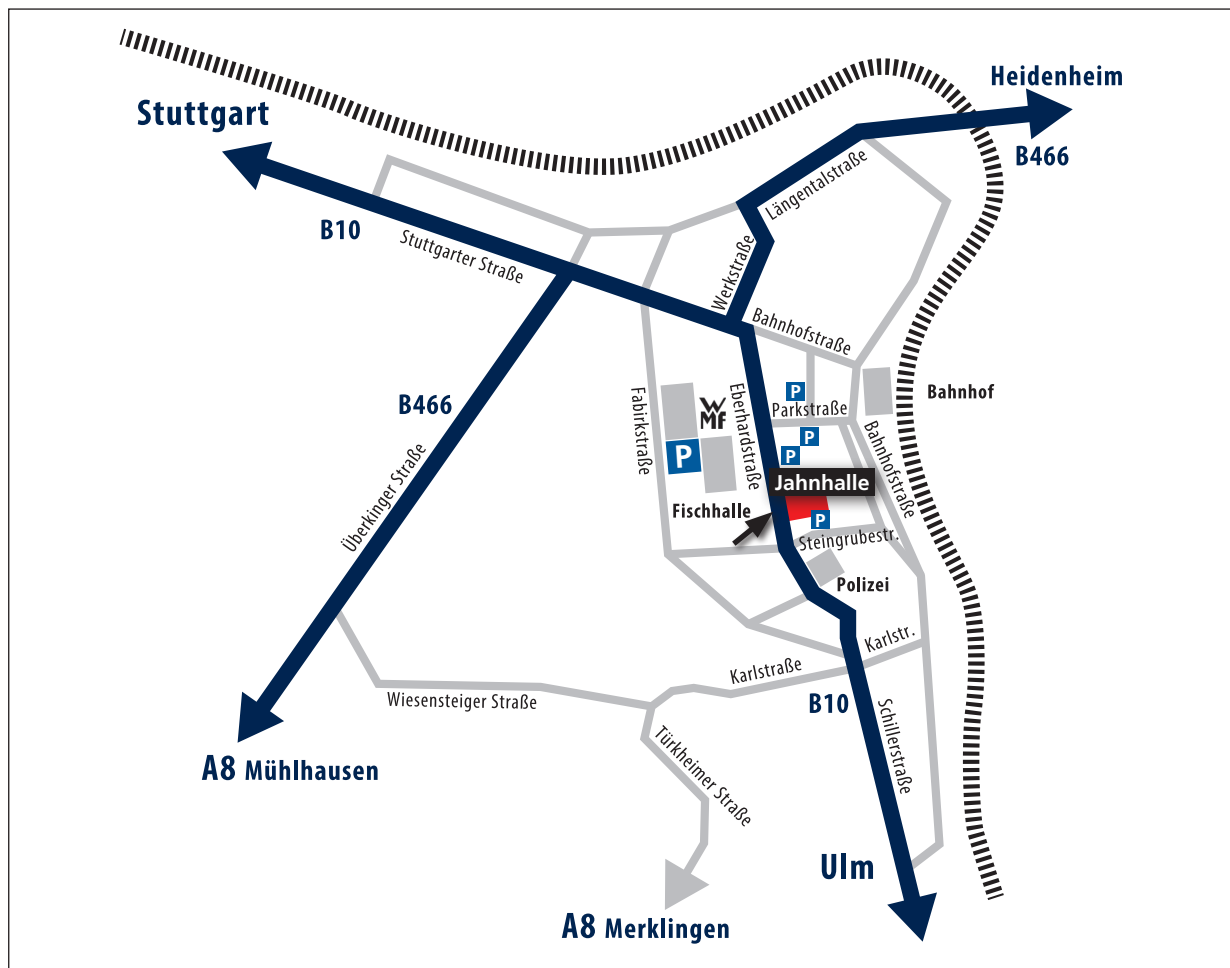 Heidenheim
Stuttgart
B466
Längentalstraße
B10
Stuttgarter Straße
Werkstraße
Bahnhofstraße
Bahnhof
B466
Fabirkstraße
WMF
Eberhardstraße
P
Parkstraße
P
P
P
Bahnhofstraße
Jahnhalle
Fischhalle
P
Steingrubestr.
Überkinger Straße
Polizei
Karlstr.
Karlstraße
Wiesensteiger Straße
B10
Schillerstraße
Türkheimer Straße
A8 Mühlhausen
Ulm
A8 Merklingen